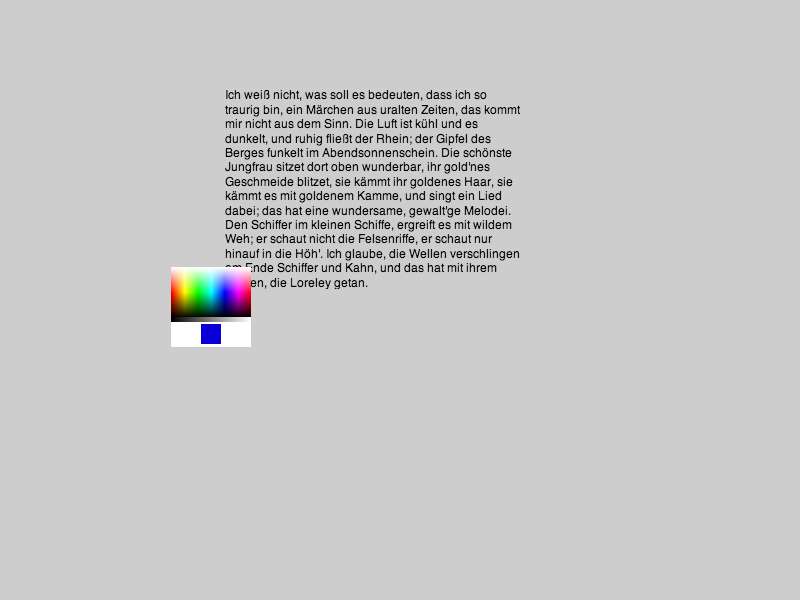 Ich weiß nicht, was soll es bedeuten, dass ich so
traurig bin, ein Märchen aus uralten Zeiten, das kommt
mir nicht aus dem Sinn. Die Luft ist kühl und es
dunkelt, und ruhig fließt der Rhein; der Gipfel des
Berges funkelt im Abendsonnenschein. Die schönste
Jungfrau sitzet dort oben wunderbar, ihr gold'nes
Geschmeide blitzet, sie kämmt ihr goldenes Haar, sie
kämmt es mit goldenem Kamme, und singt ein Lied
dabei; das hat eine wundersame, gewalt'ge Melodei.
Den Schiffer im kleinen Schiffe, ergreift es mit wildem
Weh; er schaut nicht die Felsenriffe, er schaut nur
hinauf in die Höh'. Ich glaube, die Wellen verschlingen
am Ende Schiffer und Kahn, und das hat mit ihrem
die Loreley getan.